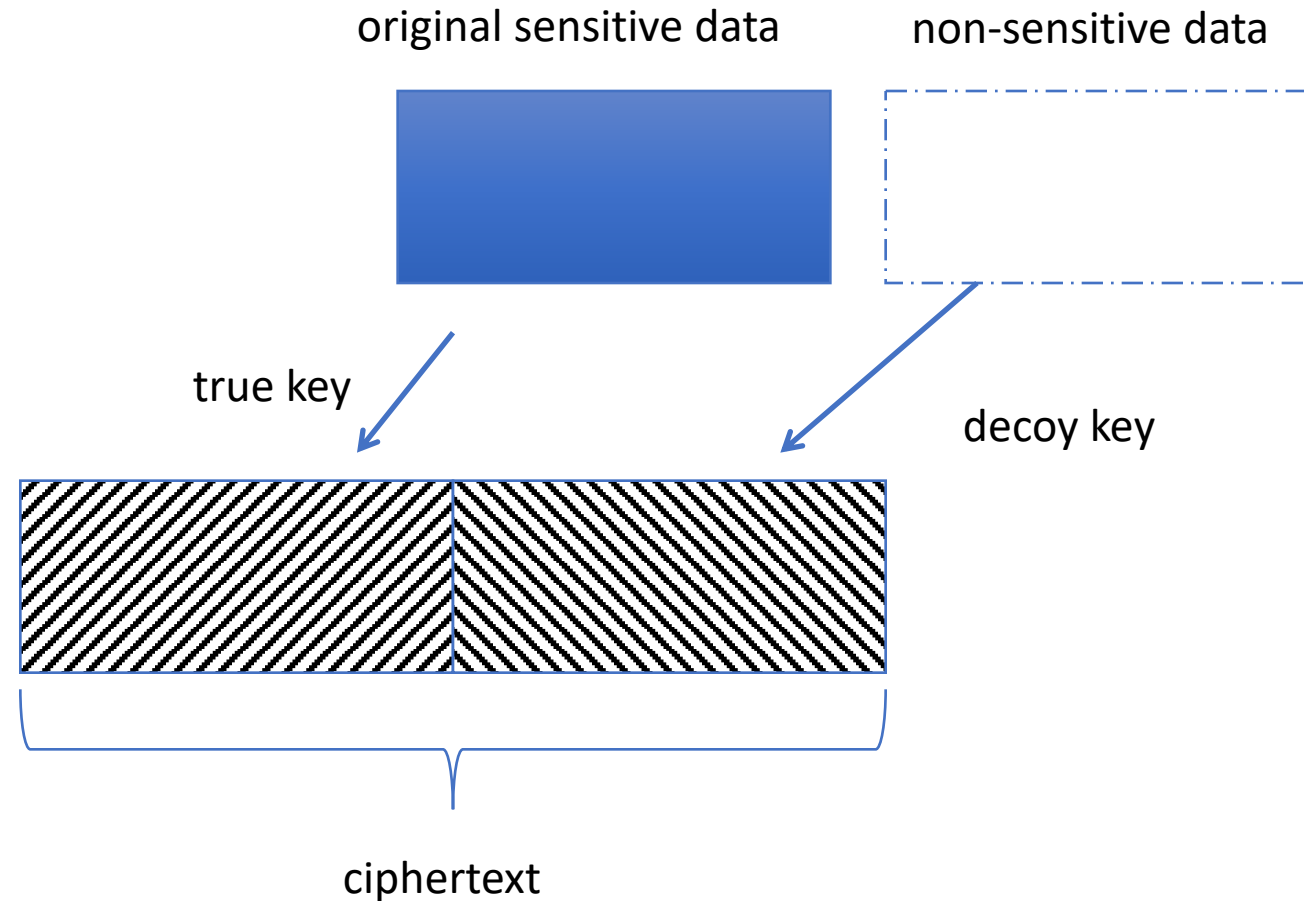 original sensitive data
non-sensitive data
true key
decoy key
ciphertext